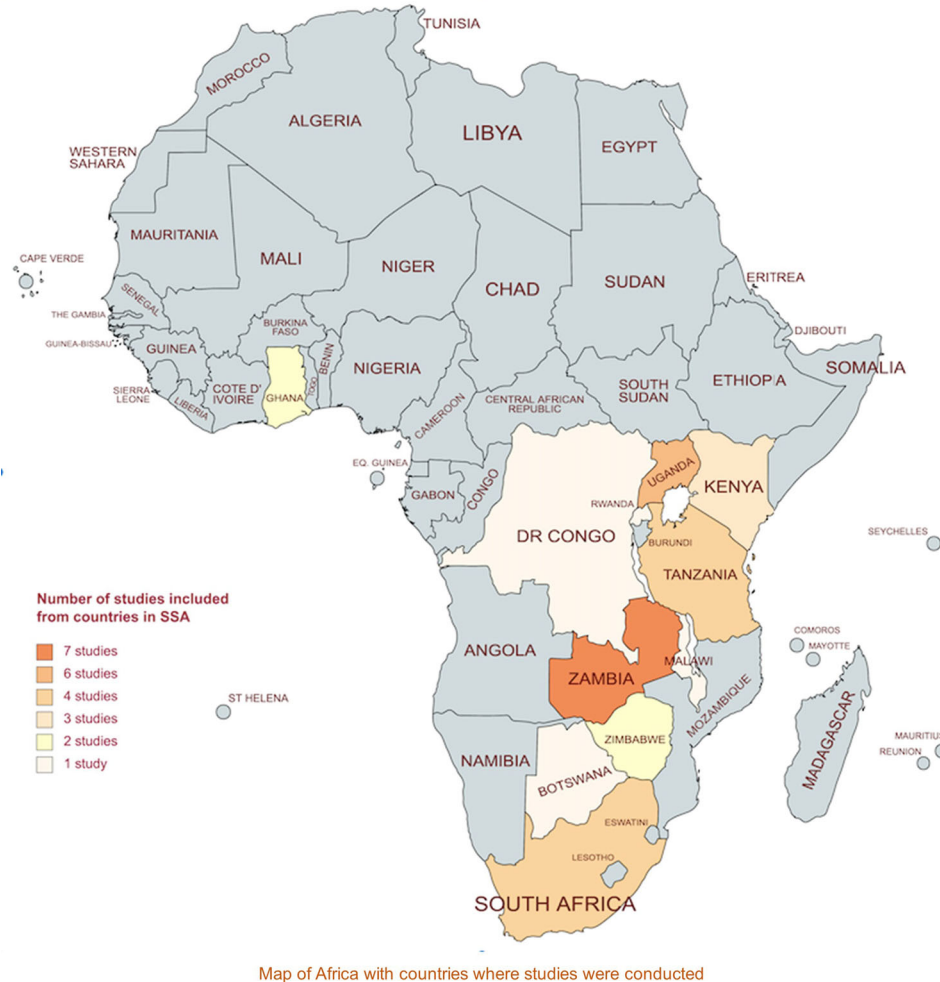 TUNISIA
MOROCCO
ALGERIA
LIBYA
EGYPT
WESTERN
SAHARA
MAURITANIA
MALI
NIGER
CHAD
SUDAN
ERITREA
CAPE VERDE
SENEGAL
THE GAMBIA
GUINEA-BISSAU
GUINEA
SIERRA
LEONE
LIBERIA
COTE D'
IVOIRE
BURKINA
FASO
GHANA
TOGO
BENIN
NIGERIA
CAMEROON
CENTRAL AFRICAN
REPUBLIC
SOUTH
SUDAN
ETHIOPIA
DJIBOUTI
SOMALIA
EQ. GUINEA
GABON
CONGO
DR CONGO
UGANDA
KENYA
RWANDA
BURUNDI
TANZANIA
SEYCHELLES
Number of studies included
from countries in SSA
7 studies
6 studies
4 studies
3 studies
2 studies
1 study
ST HELENA
ANGOLA
ZAMBIA
MALAWI
MOZAMBIQUE
COMOROS
MAYOTTE
MADAGASCAR
MAURITIU
REUNION
ZIMBABWE
NAMIBIA
BOTSWANA
ESWATINI
LESOTHO
SOUTH AFRICA
Map of Africa with countries where studies were conducted